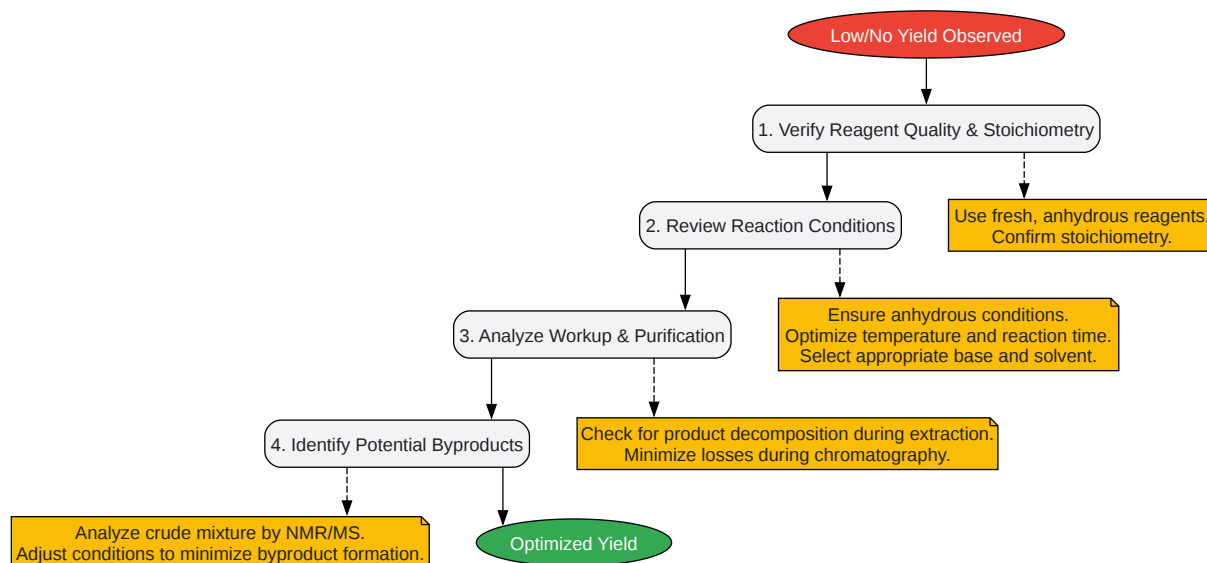 Low/No Yield Observed
1. Verify Reagent Quality & Stoichiometry
Use fresh, anhydrous reagents.
Confirm stoichiometry.
2. Review Reaction Conditions
Ensure anhydrous conditions.
Optimize temperature and reaction time.
Select appropriate base and solvent.
3. Analyze Workup & Purification
Check for product decomposition during extraction.
Minimize losses during chromatography.
4. Identify Potential Byproducts
Analyze crude mixture by NMR/MS.
Adjust conditions to minimize byproduct formation.
Optimized Yield